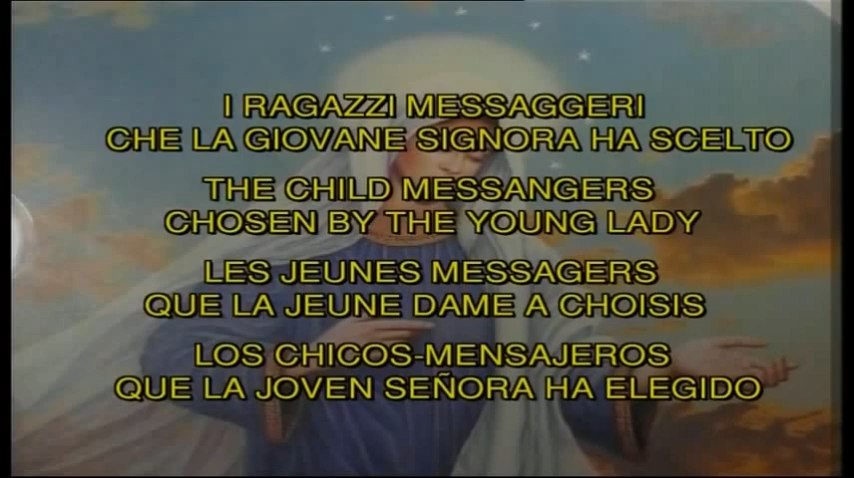 I RAGAZZI MESSAGGERI
CHE LA GIOVANE SIGNORA HA SCELTO
THE CHILD MESSANGERS
CHOSEN BY THE YOUNG LADY
LES JEUNES MESSAGERS
QUE LA JEUNE DAME A CHOISIS
LOS CHICOS-MENSAJEROS
QUE LA JOVEN SEÑORA HA ELEGIDO